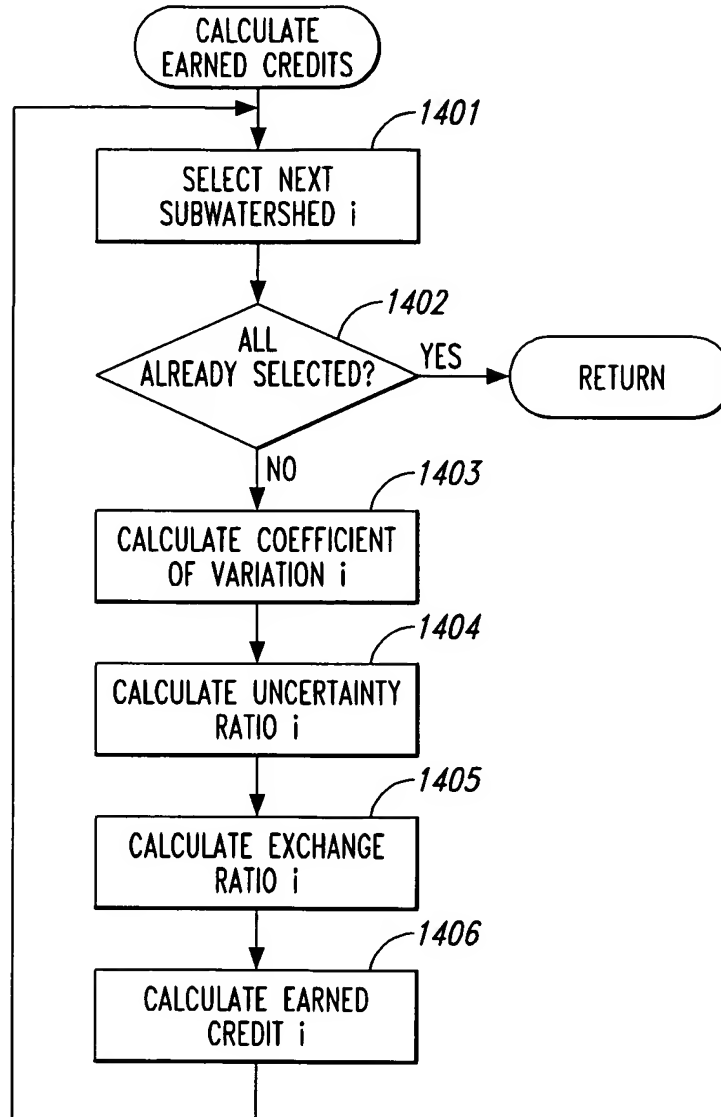 CALCULATE
EARNED CREDITS
1401
SELECT NEXT
SUBWATERSHED i
1402
ALL
ALREADY SELECTED?
YES
RETURN
NO
1403
CALCULATE COEFFICIENT
OF VARIATION i
1404
CALCULATE UNCERTAINTY
RATIO i
1405
CALCULATE EXCHANGE
RATIO i
1406
CALCULATE EARNED
CREDIT i